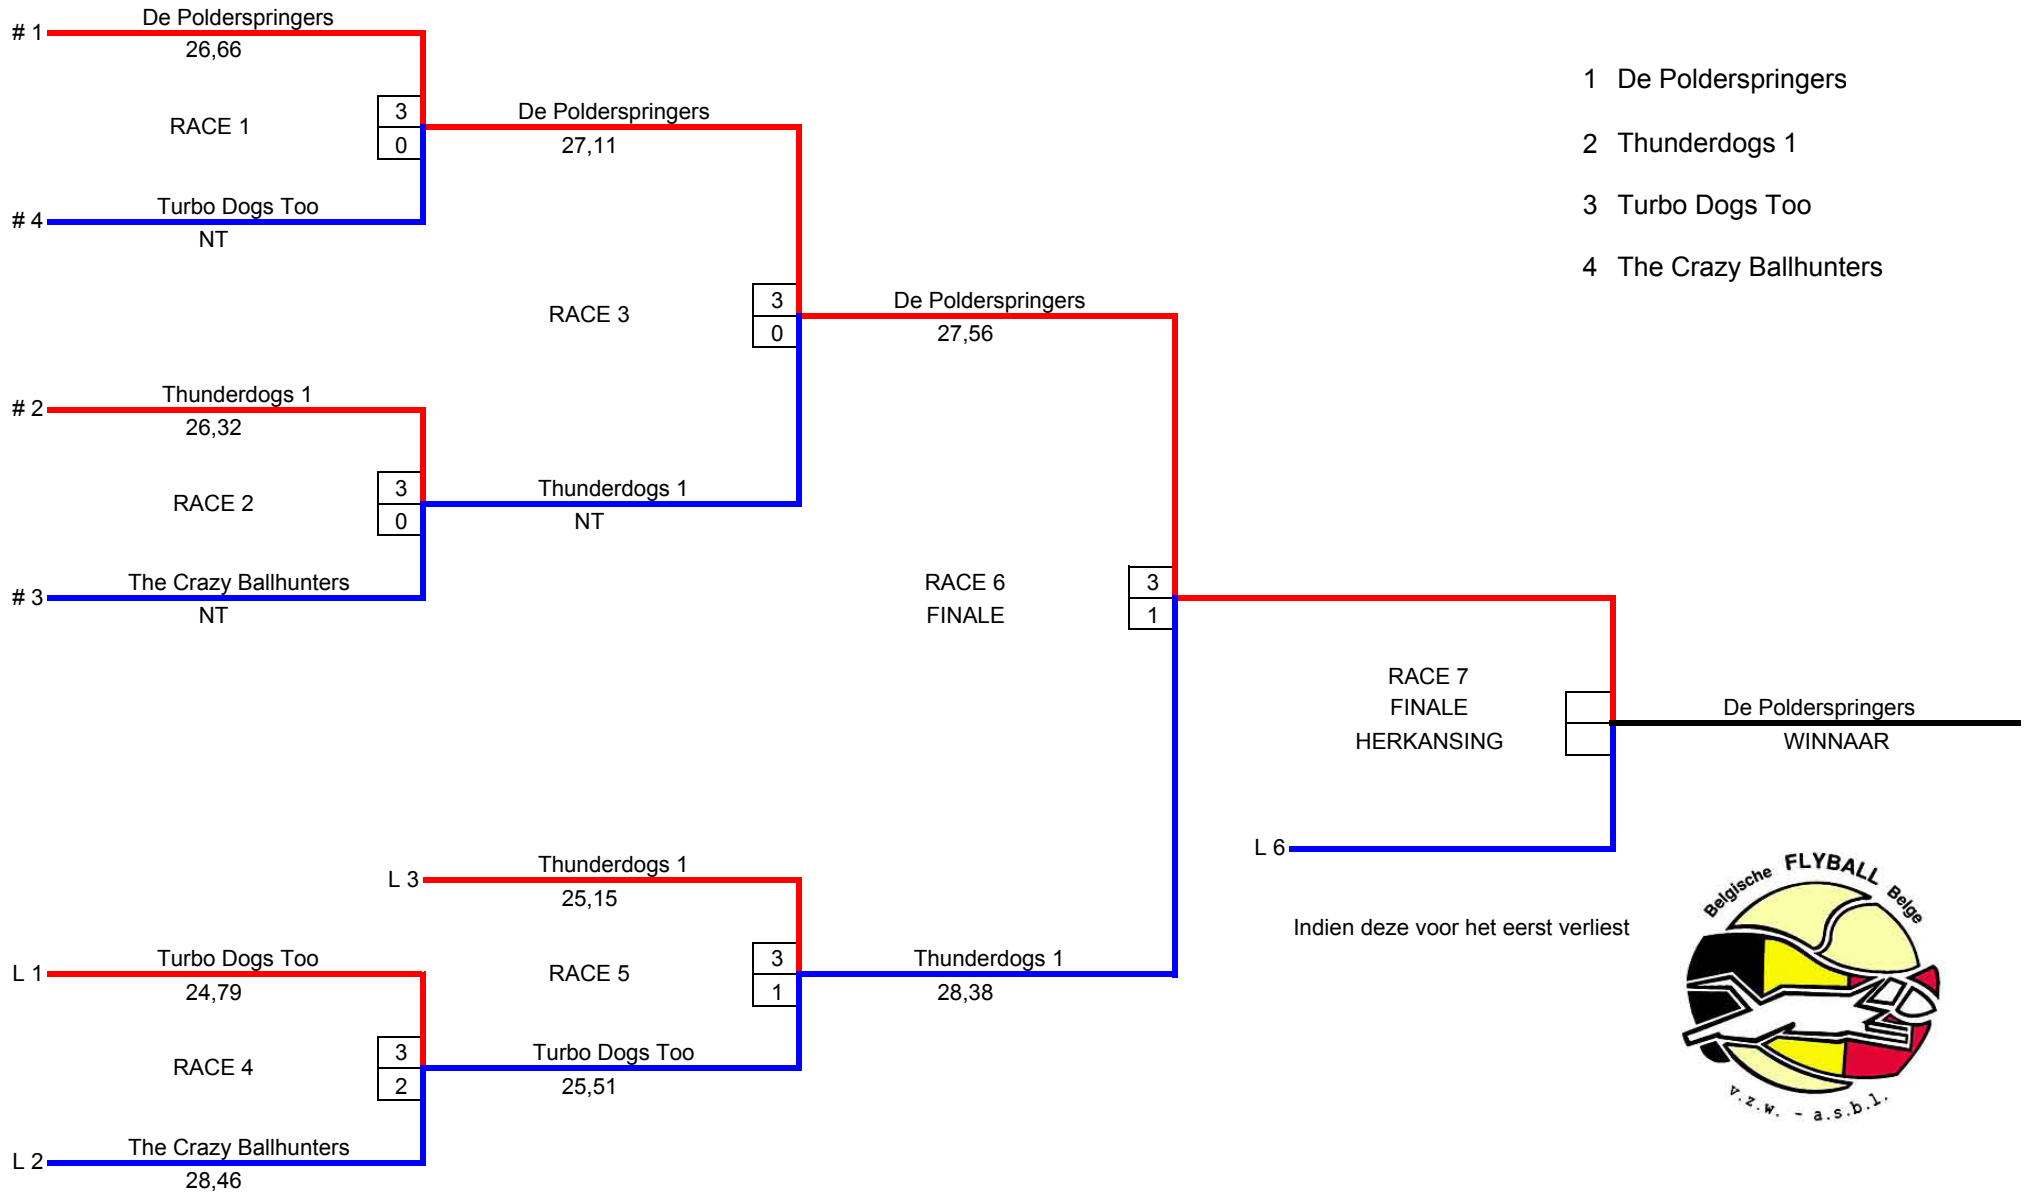 De Polderspringers
# 1
26,66
RACE 1
3
0
Turbo Dogs Too
# 4
NT
De Polderspringers
27,11
RACE 3
3
0
Thunderdogs 1
# 2
26,32
RACE 2
3
0
The Crazy Ballhunters
# 3
NT
Thunderdogs 1
NT
De Polderspringers
27,56
RACE 6
FINALE
3
1
RACE 7
FINALE
HERKANSING
De Polderspringers
WINNAAR
L 6
Indien deze voor het eerst verliest
L 3
Thunderdogs 1
25,15
RACE 5
3
1
Thunderdogs 1
28,38
Turbo Dogs Too
L 1
24,79
RACE 4
3
2
Turbo Dogs Too
25,51
The Crazy Ballhunters
L 2
28,46
1 De Polderspringers
2 Thunderdogs 1
3 Turbo Dogs Too
4 The Crazy Ballhunters
Belgische FLYBALL Belge
v.z.w. - a.s.b.l.